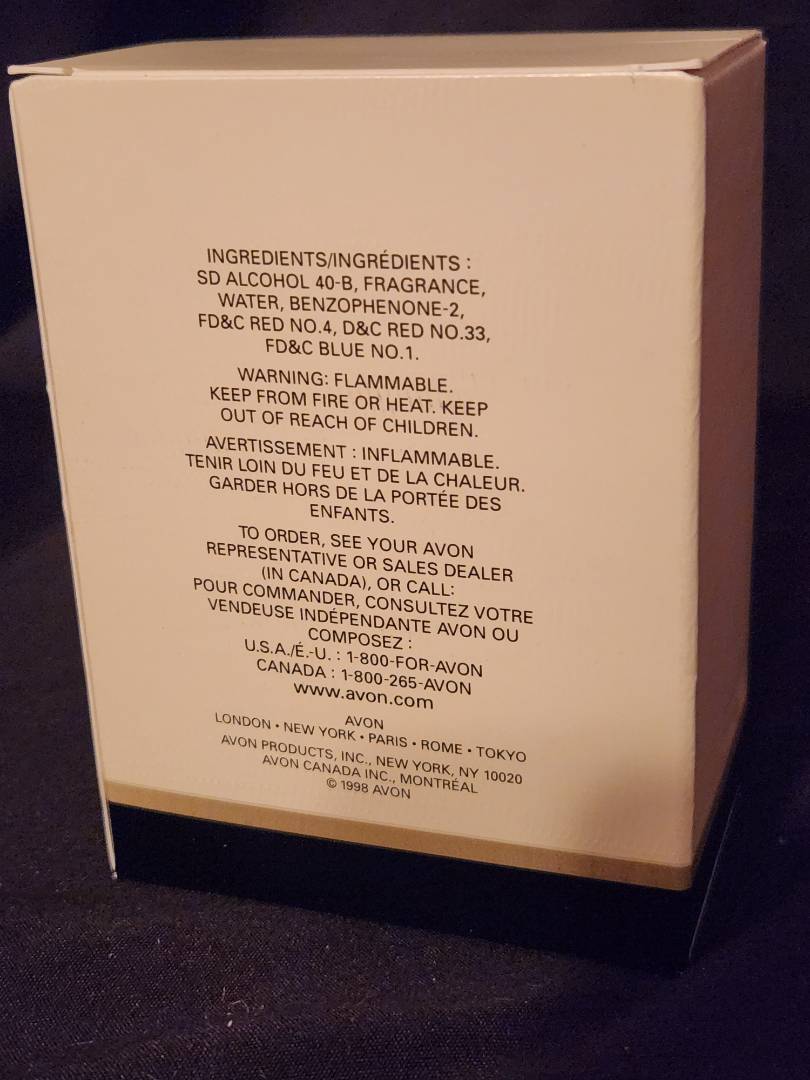 INGREDIENTS/INGRÉDIENTS :
SD ALCOHOL 40-B, FRAGRANCE,
WATER, BENZOPHENONE-2,
FD&C RED NO.4, D&C RED NO.33,
FD&C BLUE NO.1.
WARNING: FLAMMABLE.
KEEP FROM FIRE OR HEAT. KEEP
OUT OF REACH OF CHILDREN.
AVERTISSEMENT : INFLAMMABLE.
TENIR LOIN DU FEU ET DE LA CHALEUR.
GARDER HORS DE LA PORTÉE DES
ENFANTS.
TO ORDER, SEE YOUR AVON
REPRESENTATIVE OR SALES DEALER
(IN CANADA), OR CALL:
POUR COMMANDER, CONSULTEZ VOTRE
VENDEUSE INDÉPENDANTE AVON OU
COMPOSEZ :
U.S.A./É.-U. : 1-800-FOR-AVON
CANADA : 1-800-265-AVON
www.avon.com
AVON
LONDON • NEW YORK • PARIS • ROME • TOKYO
AVON PRODUCTS, INC., NEW YORK, NY 10020
AVON CANADA INC., MONTRÉAL
© 1998 AVON